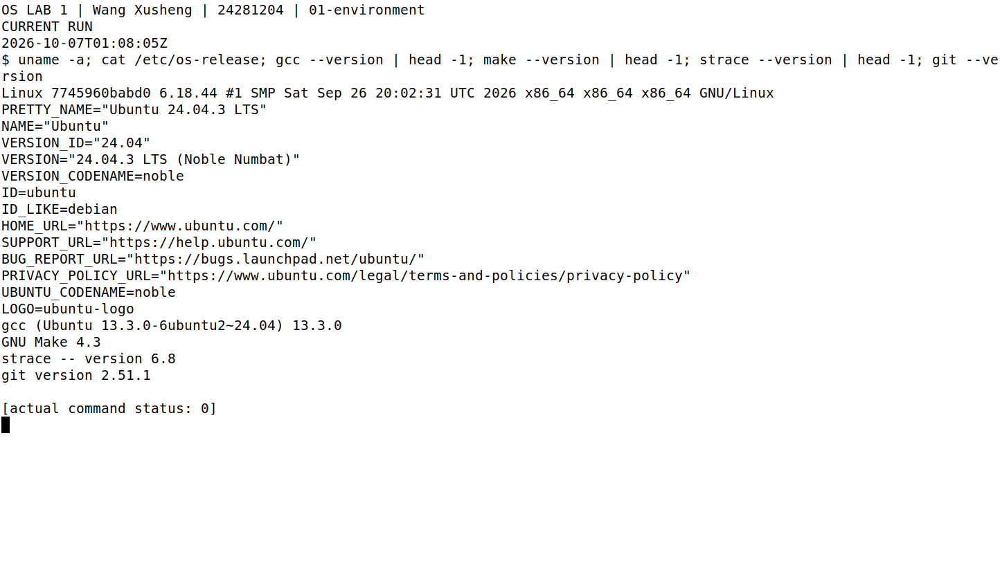 OS LAB 1 | Wang Xusheng | 24281204 | 01-environment
CURRENT RUN
2026-10-07T01:08:05Z
$ uname -a; cat /etc/os-release; gcc --version | head -1; make --version | head -1; strace --version | head -1; git --ve
rsion
Linux 7745960babd0 6.18.44 #1 SMP Sat Sep 26 20:02:31 UTC 2026 x86_64 x86_64 x86_64 GNU/Linux
PRETTY_NAME="Ubuntu 24.04.3 LTS"
NAME="Ubuntu"
VERSION_ID="24.04"
VERSION="24.04.3 LTS (Noble Numbat)"
VERSION_CODENAME=noble
ID=ubuntu
ID_LIKE=debian
HOME_URL="https://www.ubuntu.com/"
SUPPORT_URL="https://help.ubuntu.com/"
BUG_REPORT_URL="https://bugs.launchpad.net/ubuntu/"
PRIVACY_POLICY_URL="https://www.ubuntu.com/legal/terms-and-policies/privacy-policy"
UBUNTU_CODENAME=noble
LOGO=ubuntu-logo
gcc (Ubuntu 13.3.0-6ubuntu2~24.04) 13.3.0
GNU Make 4.3
strace -- version 6.8
git version 2.51.1
[actual command status: 0]